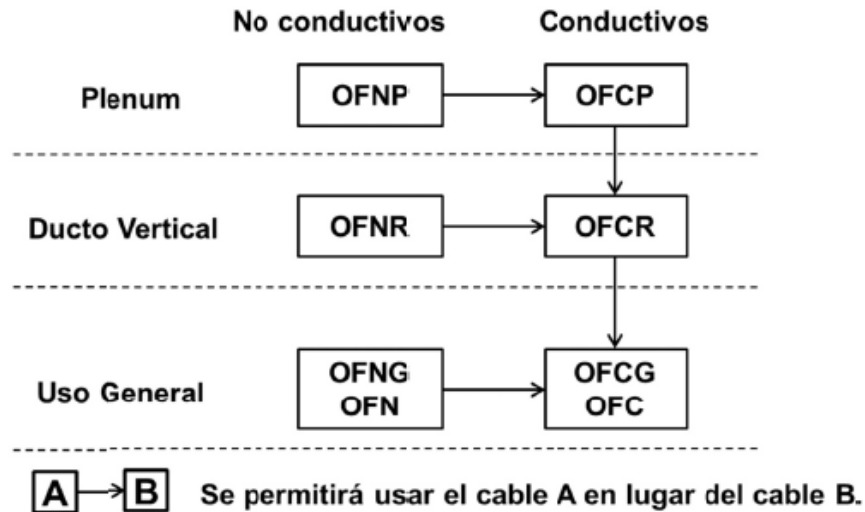 No conductivos Conductivos
Plenum OFNP OFCP
Ducto Vertical OFNR OFCR
OFNG OFCG
Uso General
OFN OFC
A B Se permitirá usar el cable A en lugar del cable B.